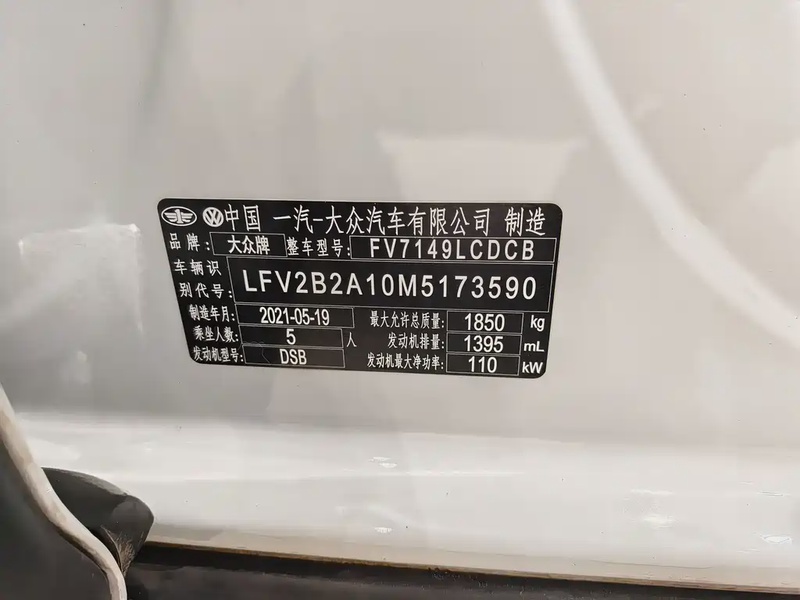 中国 一汽-大众汽车有限公司 制造
品牌: 大众牌 整车型号: FV7149LCDCB
车辆识别代号: LFV2B2A10M5173590
制造年月: 2021-05-19 最大允许总质量: 1850 kg
乘坐人数: 5 人 发动机排量: 1395 mL
发动机型号: DSB 发动机最大净功率: 110 kW